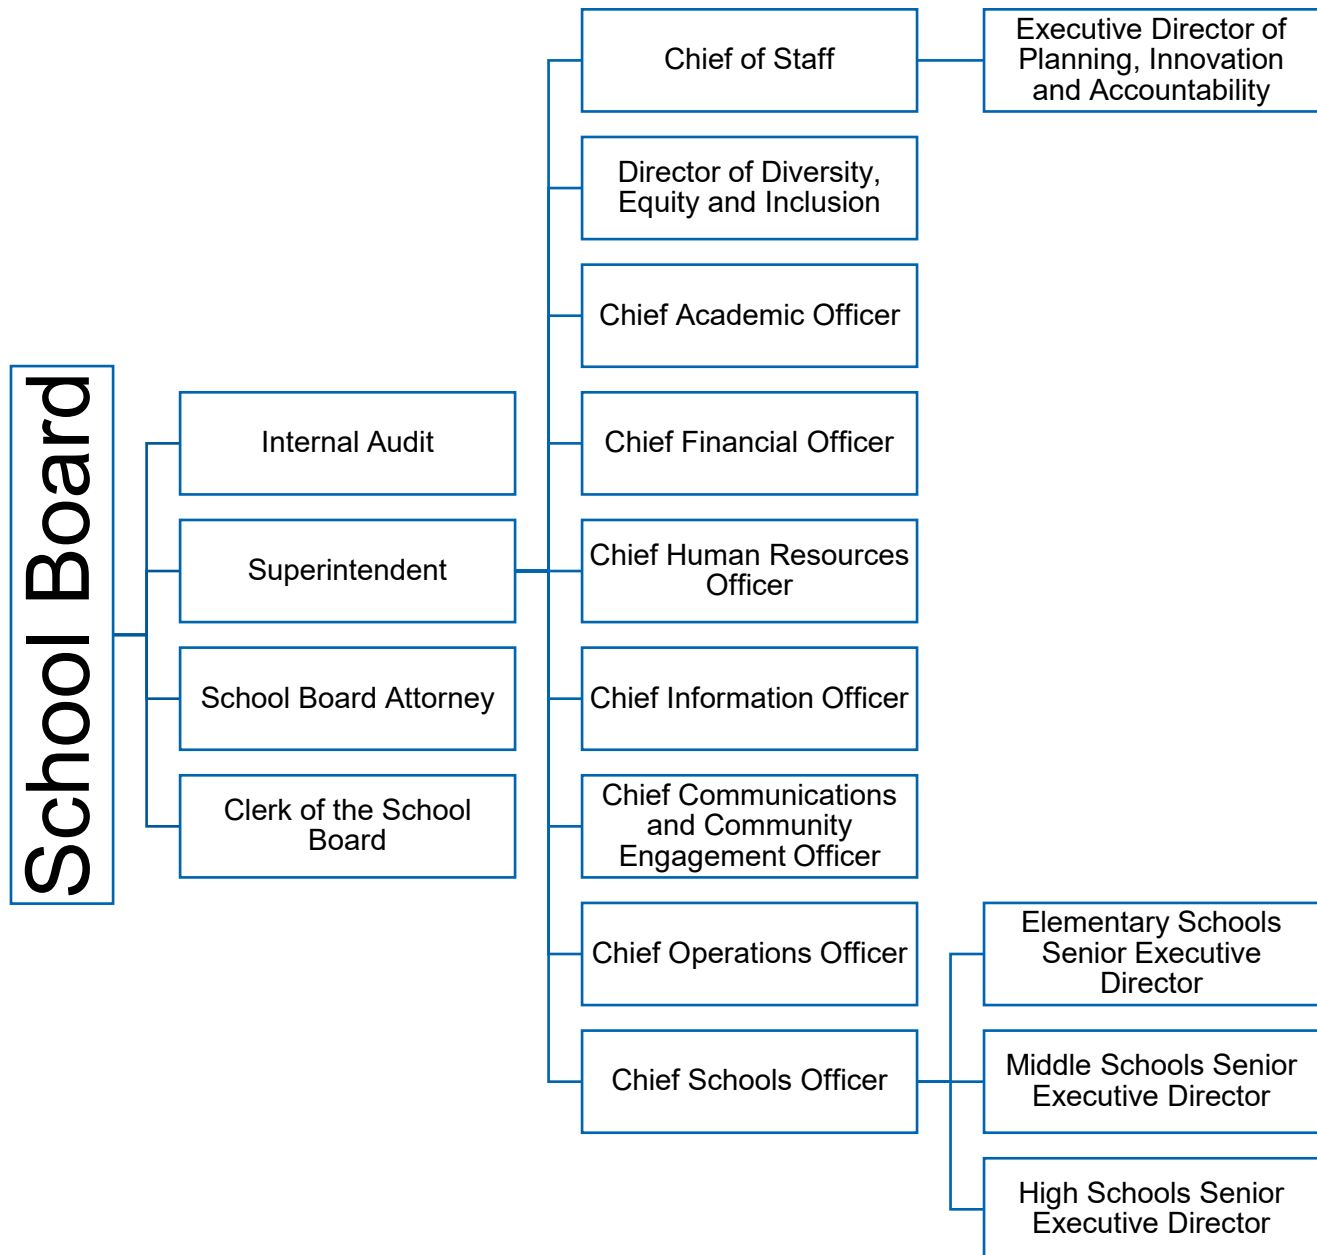 School Board
Internal Audit
Superintendent
School Board Attorney
Clerk of the School
Board
Chief of Staff
Executive Director of
Planning, Innovation
and Accountability
Director of Diversity,
Equity and Inclusion
Chief Academic Officer
Chief Financial Officer
Chief Human Resources
Officer
Chief Information Officer
Chief Communications
and Community
Engagement Officer
Chief Operations Officer
Chief Schools Officer
Elementary Schools
Senior Executive
Director
Middle Schools Senior
Executive Director
High Schools Senior
Executive Director